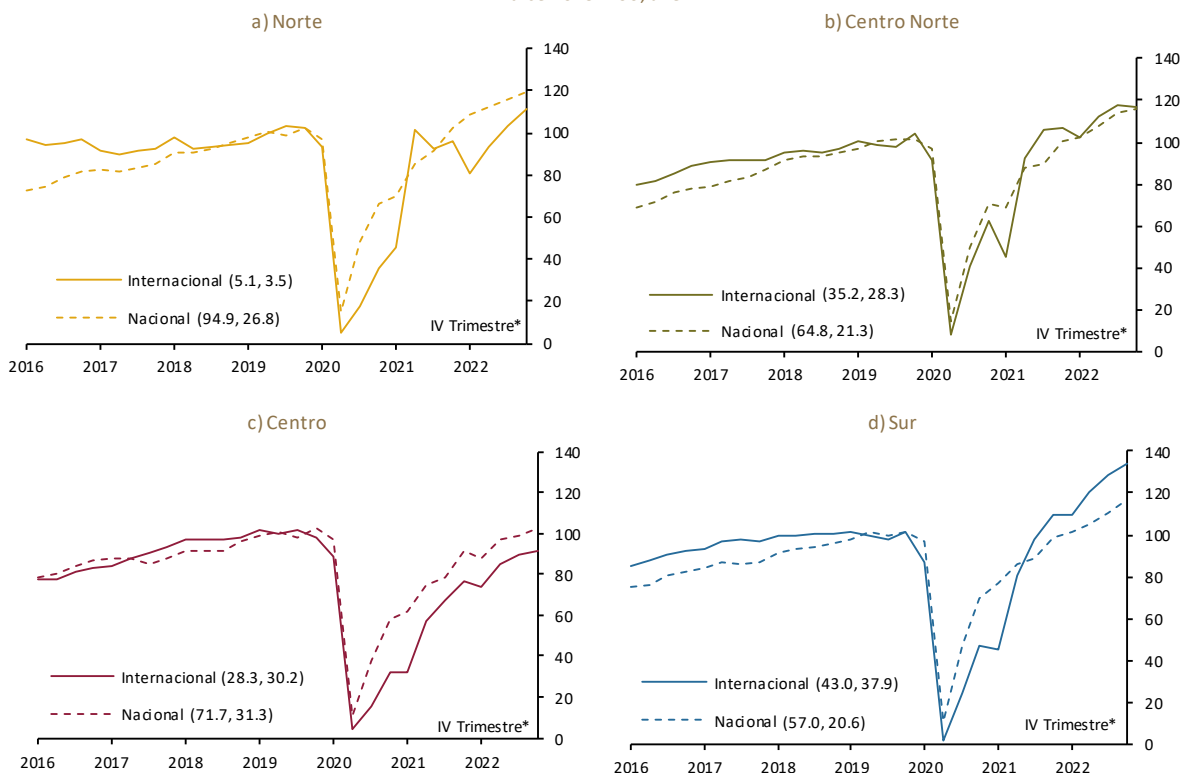 a) Norte
140
120
100
80
60
40
20
0
Internacional (5.1, 3.5)
Nacional (94.9, 26.8)
IV Trimestre*
2016 2017 2018 2019 2020 2021 2022
b) Centro Norte
140
120
100
80
60
40
20
0
Internacional (35.2, 28.3)
Nacional (64.8, 21.3)
IV Trimestre*
2016 2017 2018 2019 2020 2021 2022
c) Centro
140
120
100
80
60
40
20
0
Internacional (28.3, 30.2)
Nacional (71.7, 31.3)
IV Trimestre*
2016 2017 2018 2019 2020 2021 2022
d) Sur
140
120
100
80
60
40
20
0
Internacional (43.0, 37.9)
Nacional (57.0, 20.6)
IV Trimestre*
2016 2017 2018 2019 2020 2021 2022